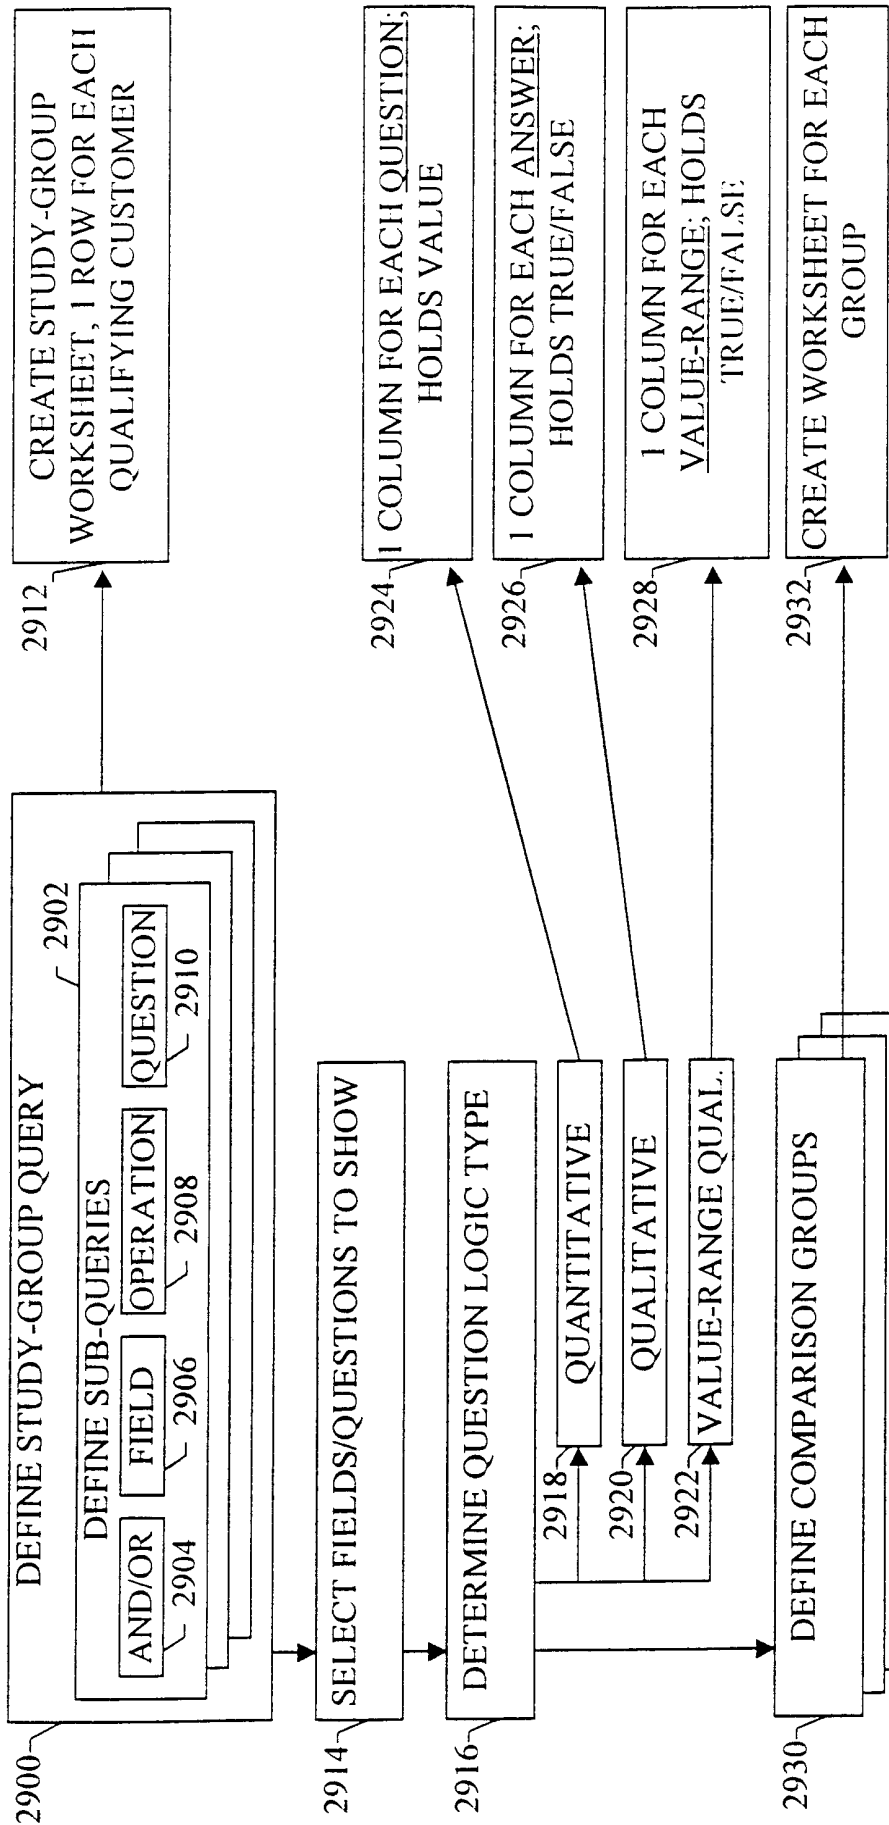 2900
DEFINE STUDY-GROUP QUERY
2902
DEFINE SUB-QUERIES
AND/OR
FIELD
OPERATION
QUESTION
2904
2906
2908
2910
2912
CREATE STUDY-GROUP
WORKSHEET, 1 ROW FOR EACH
QUALIFYING CUSTOMER
2914
SELECT FIELDS/QUESTIONS TO SHOW
2916
DETERMINE QUESTION LOGIC TYPE
2918
QUANTITATIVE
2920
QUALITATIVE
2922
VALUE-RANGE QUAL.
2924
1 COLUMN FOR EACH QUESTION;
HOLDS VALUE
2926
1 COLUMN FOR EACH ANSWER;
HOLDS TRUE/FALSE
2928
1 COLUMN FOR EACH
VALUE-RANGE; HOLDS
TRUE/FALSE
2930
DEFINE COMPARISON GROUPS
2932
CREATE WORKSHEET FOR EACH
GROUP